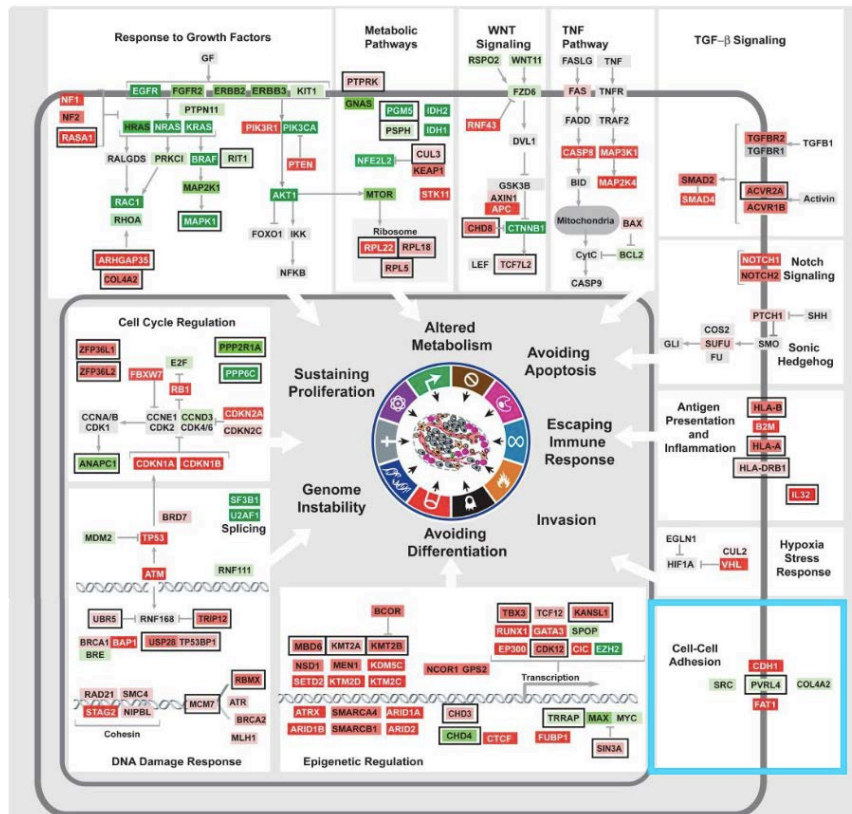 Response to Growth Factors
GF
EGFR FGFR2 ERBB2 ERBB3 KIT1
NF1
NF2
RASA1
PTPN11
HRAS NRAS KRAS
PIK3R1 PIK3CA
PTEN
RALGDS PRKCI BRAF RIT1
MAP2K1
RAC1
RHOA
MAPK1
AKT1
FOXO1 IKK
NFKB
ARHGAP35
COL4A2
Metabolic
Pathways
PTPRK
GNAS
PGM5 IDH2
PSPH IDH1
CUL3
NFE2L2
KEAP1
MTOR
STK11
Ribosome
RPL22 RPL18
RPL5
WNT
Signaling
RSPO2 WNT11
FZD6
RNF43
DVL1
GSK3B
AXIN1
APC
CHD8 CTNNB1
LEF TCF7L2
TNF
Pathway
FASLG TNF
FAS TNFR
FADD TRAF2
CASP8 MAP3K1
BID MAP2K4
Mitochondria
BAX
CytC BCL2
CASP9
TGF-β Signaling
TGFBR2
TGFBR1
TGFB1
SMAD2
SMAD4
ACVR2A
ACVR1B
Activin
NOTCH1
NOTCH2
Notch
Signaling
PTCH1 SHH
COS2
GLI SUFU SMO
FU
Sonic
Hedgehog
Antigen
Presentation
and
Inflammation
HLA-B
B2M
HLA-A
HLA-DRB1
IL32
EGLN1
HIF1A
CUL2
VHL
Hypoxia
Stress
Response
Cell-Cell
Adhesion
CDH1
SRC PVRL4 COL4A2
FAT1
Altered
Metabolism
Sustaining
Proliferation
Avoiding
Apoptosis
Escaping
Immune
Response
Genome
Instability
Invasion
Avoiding
Differentiation
Cell Cycle Regulation
ZFP36L1
ZFP36L2
PPP2R1A
PPP6C
E2F
FBXW7
RB1
CCNA/B
CDK1
CCNE1
CDK2
CCND3
CDK4/6
CDKN2A
CDKN2C
ANAPC1
CDKN1A CDKN1B
SF3B1
U2AF1
Splicing
BRD7
MDM2 TP53
ATM
RNF111
UBR5 RNF168 TRIP12
BRCA1 BAP1
BRE
USP28 TP53BP1
RAD21 SMC4
STAG2 NIPBL
Cohesin
MCM7
RBMX
ATR
BRCA2
MLH1
DNA Damage Response
BCOR
MBD6 KMT2A KMT2B
NSD1 MEN1 KDM5C
SETD2 KTM2D KTM2C
NCOR1 GPS2
TBX3 TCF12 KANSL1
RUNX1 GATA3 SPOP
EP300 CDK12 CIC EZH2
Transcription
ATRX SMARCA4 ARID1A
ARID1B SMARCB1 ARID2
CHD3
CHD4 CTCF
TRRAP MAX MYC
FUBP1
SIN3A
Epigenetic Regulation